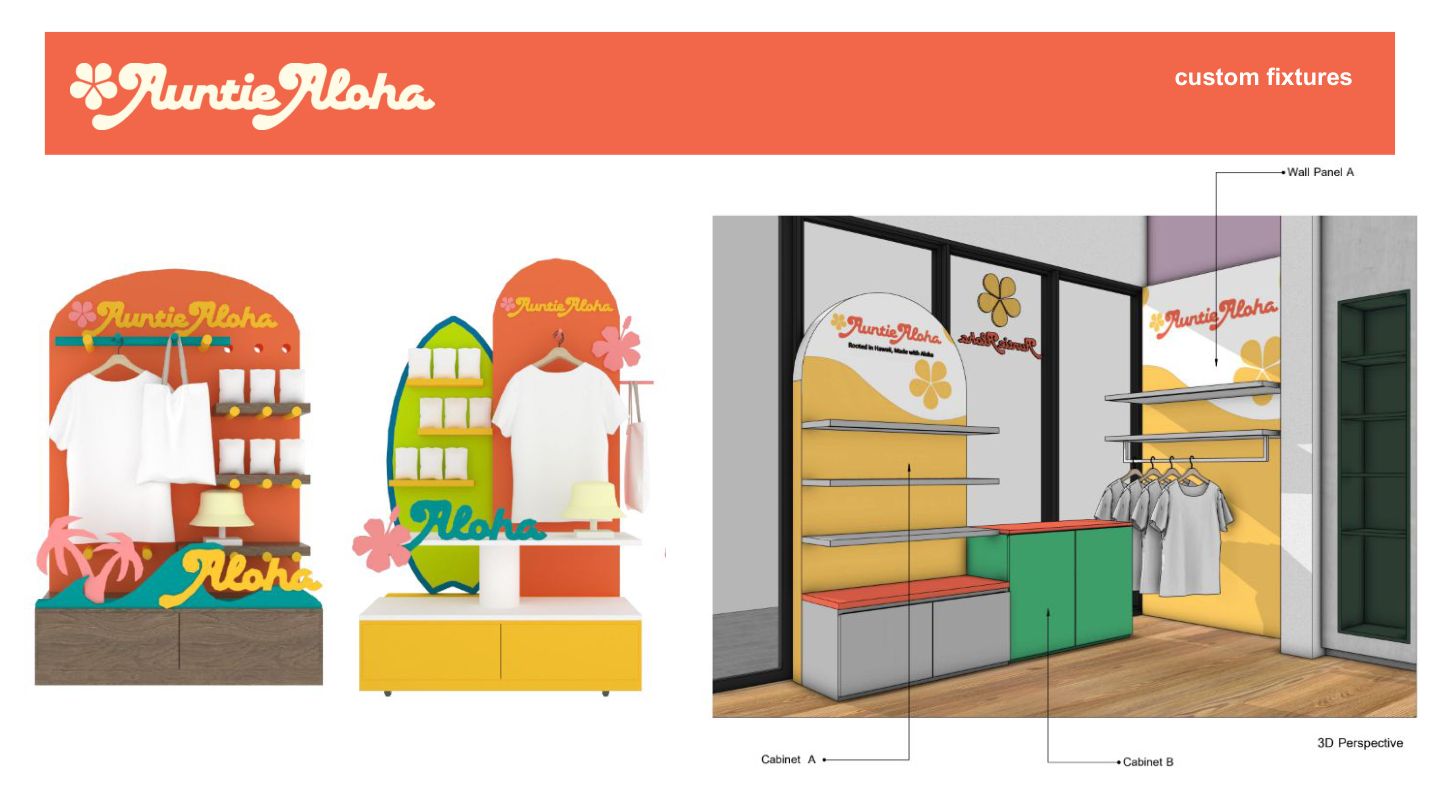 Auntie Aloha
custom fixtures
Wall Panel A
Auntie Aloha
Aloha
Auntie Aloha
Aloha
Auntie Aloha
Rooted in Hawaii, Made with Aloha
Auntie Aloha
Auntie Aloha
3D Perspective
Cabinet A
Cabinet B